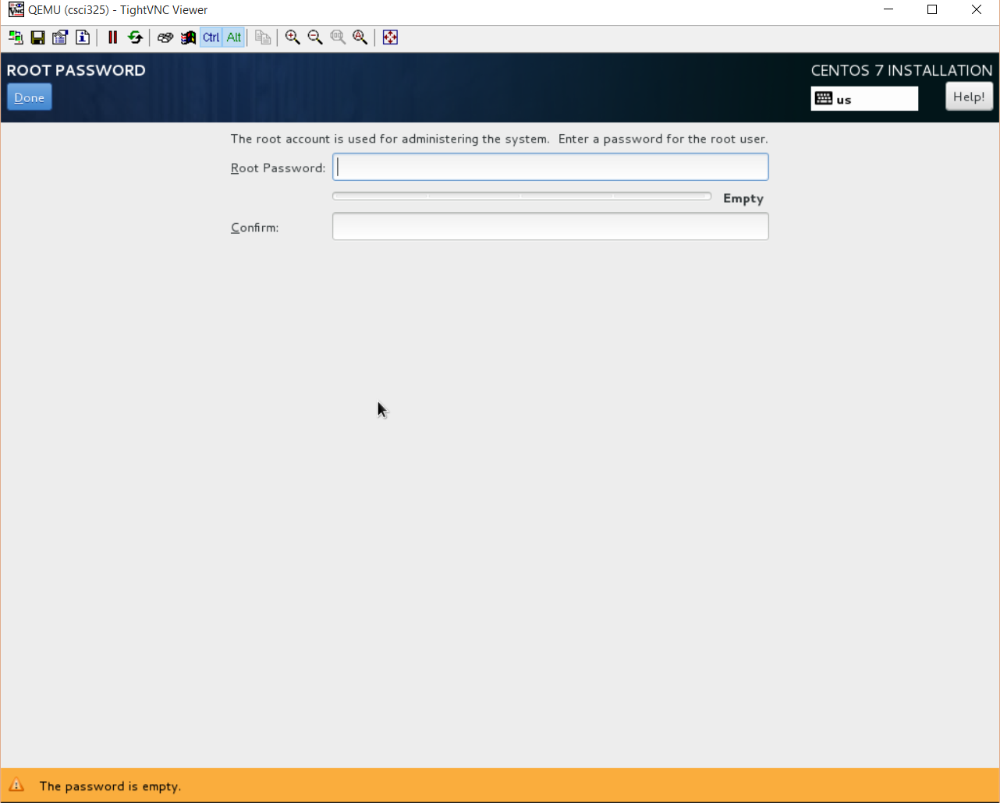 QEMU (csci325) - TightVNC Viewer
Ctrl Alt
ROOT PASSWORD
CENTOS 7 INSTALLATION
Done
us
Help!
The root account is used for administering the system. Enter a password for the root user.
Root Password:
Empty
Confirm:
The password is empty.